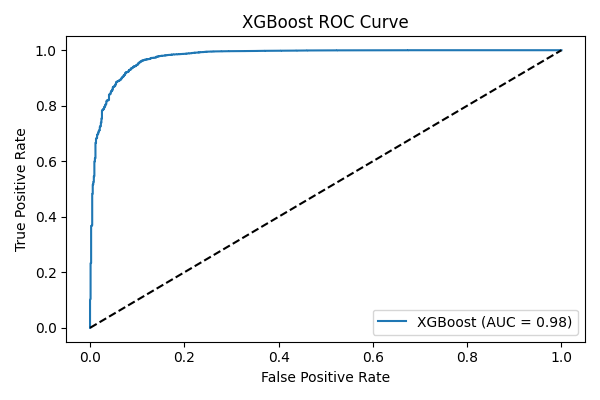 XGBoost ROC Curve
1.0
0.8
0.6
0.4
0.2
0.0
True Positive Rate
XGBoost (AUC = 0.98)
0.0 0.2 0.4 0.6 0.8 1.0
False Positive Rate